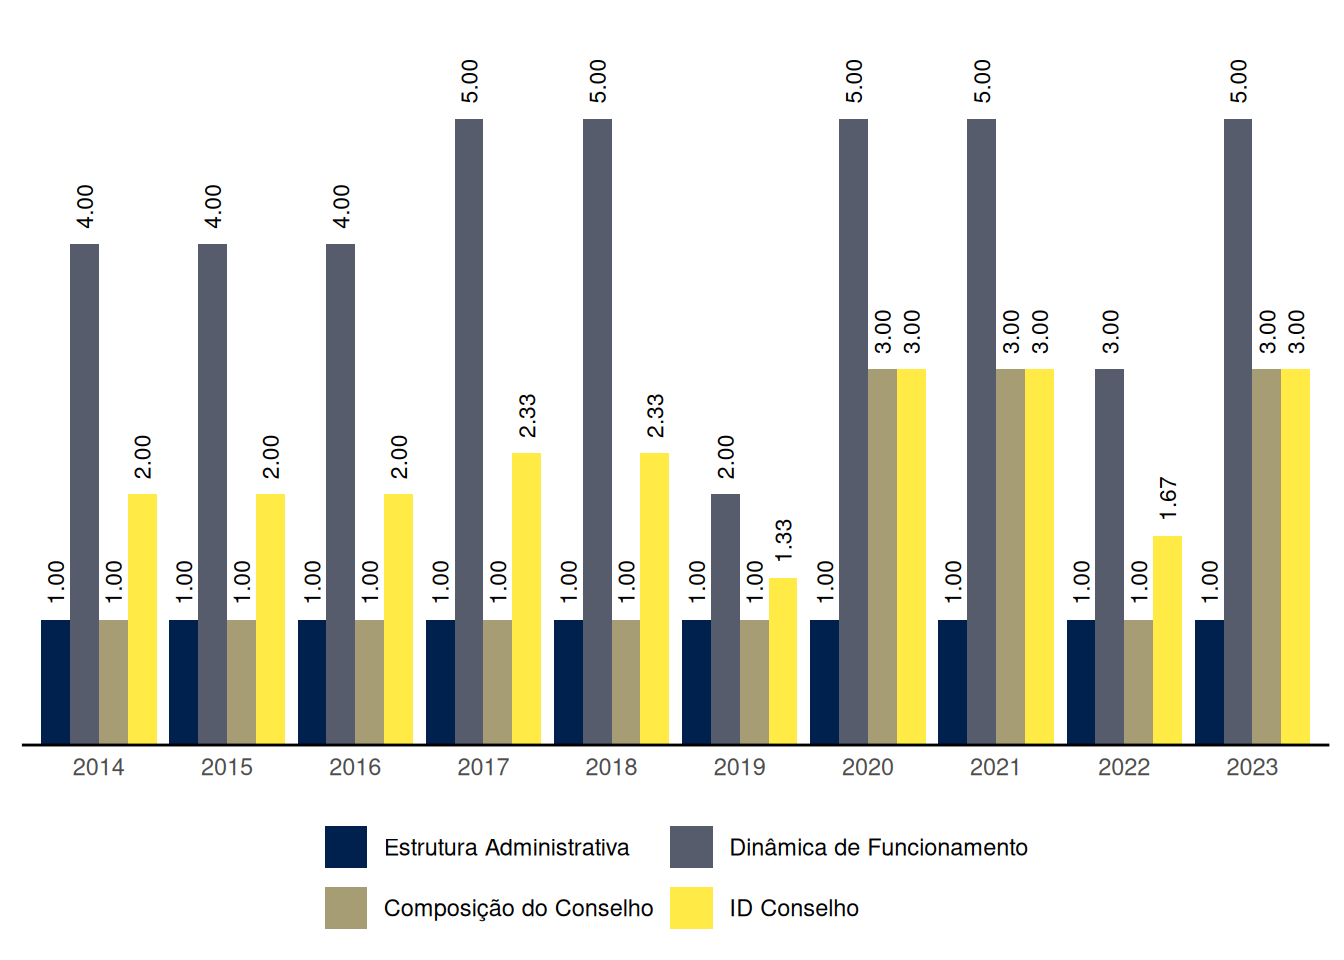 5.00 5.00 5.00 5.00 5.00
4.00 4.00 4.00
3.00 3.00 3.00 3.00 3.00 3.00 3.00
2.33 2.33
2.00 2.00 2.00 2.00
1.67
1.33
1.00 1.00 1.00 1.00 1.00 1.00 1.00 1.00 1.00 1.00 1.00 1.00 1.00 1.00 1.00 1.00 1.00
2014 2015 2016 2017 2018 2019 2020 2021 2022 2023
Estrutura Administrativa Dinâmica de Funcionamento
Composição do Conselho ID Conselho